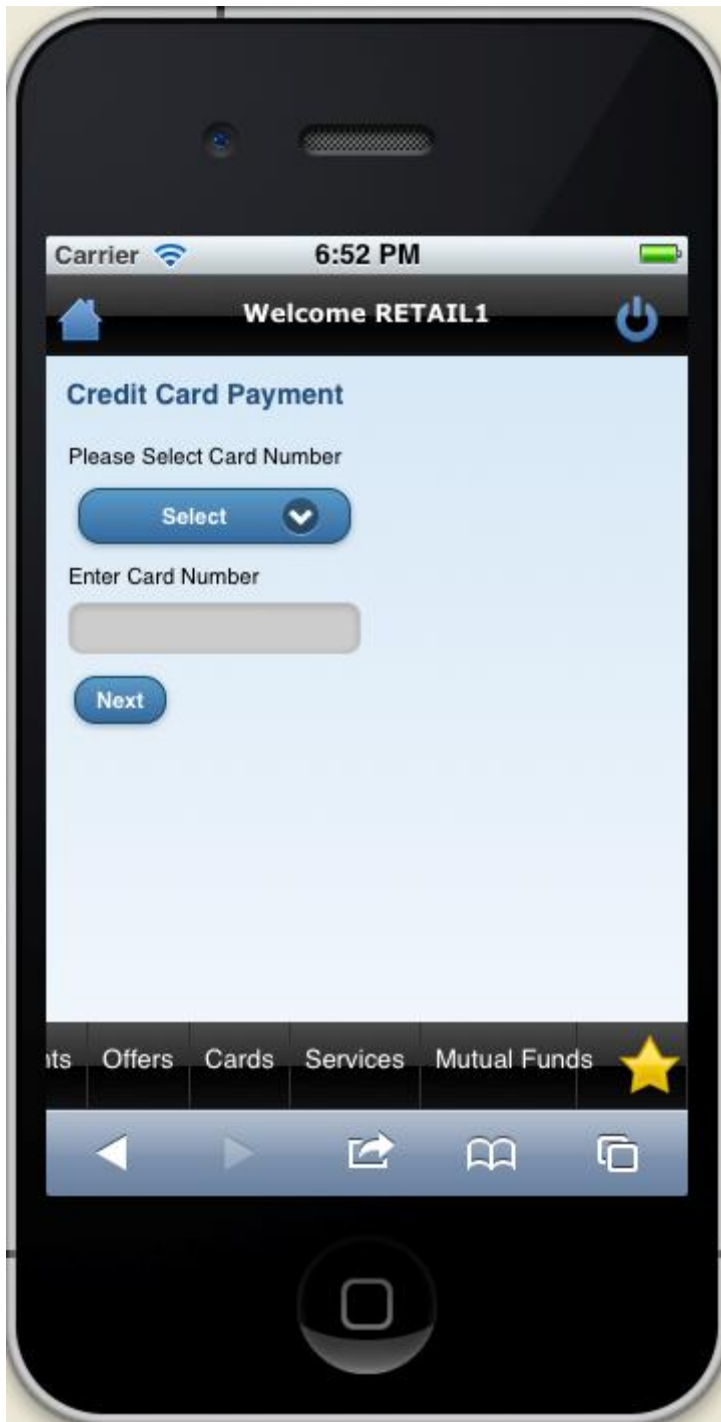 Carrier 6:52 PM
Welcome RETAIL1
Credit Card Payment
Please Select Card Number
Select
Enter Card Number
Next
nts Offers Cards Services Mutual Funds